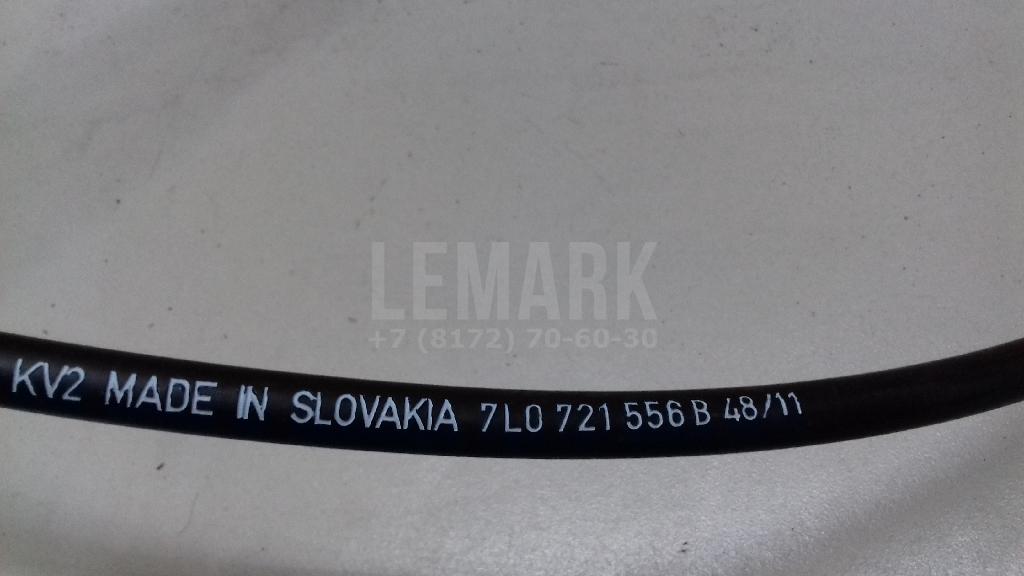 LEMARK
+7 (8172) 70-60-30
KV2 MADE IN SLOVAKIA 7L0 721 556 B 48/11